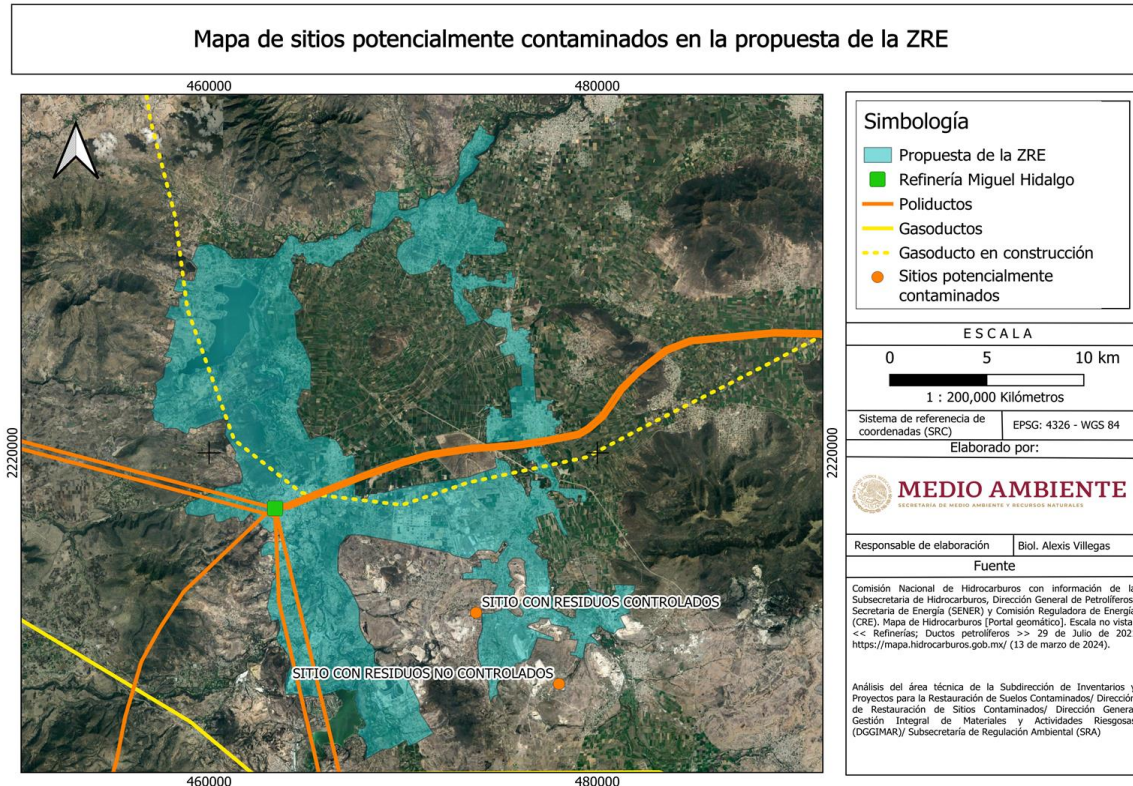 Mapa de sitios potencialmente contaminados en la propuesta de la ZRE
460000
480000
2220000
2220000
SITIO CON RESIDUOS CONTROLADOS
SITIO CON RESIDUOS NO CONTROLADOS
460000
480000
Simbología
Propuesta de la ZRE
Refinería Miguel Hidalgo
Poliductos
Gasoductos
Gasoducto en construcción
Sitios potencialmente
contaminados
ESCALA
0 5 10 km
1 : 200,000 Kilómetros
Sistema de referecia de
coordenadas (SRC)
EPSG: 4326 - WGS 84
Elaborado por:
MEDIO AMBIENTE
SECRETARÍA DE MEDIO AMBIENTE Y RECURSOS NATURALES
Responsable de elaboración
Biol. Alexis Villegas
Fuente
Comisión Nacional de Hidrocarburos con información de la
Subsecretaria de Hidrocarburos, Dirección General de Petrolíferos
Secretaria de Energía (SENER) y Comisión Reguladora de Energía
(CRE). Mapa de Hidrocarburos [Portal geomático]. Escala no vista.
<< Refinerías; Ductos petrolíferos >> 29 de Julio de 202
https://mapa.hidrocarburos.gob.mx/ (13 de marzo de 2024).
Análisis del área técnica de la Subdirección de Inventarios y
Proyectos para la Restauración de Suelos Contaminados/ Dirección
de Restauración de Sitios Contaminados/ Dirección General
Gestión Integral de Materiales y Actividades Riesgosas
(DGGIMAR)/ Subsecretaría de Regulación Ambiental (SRA)